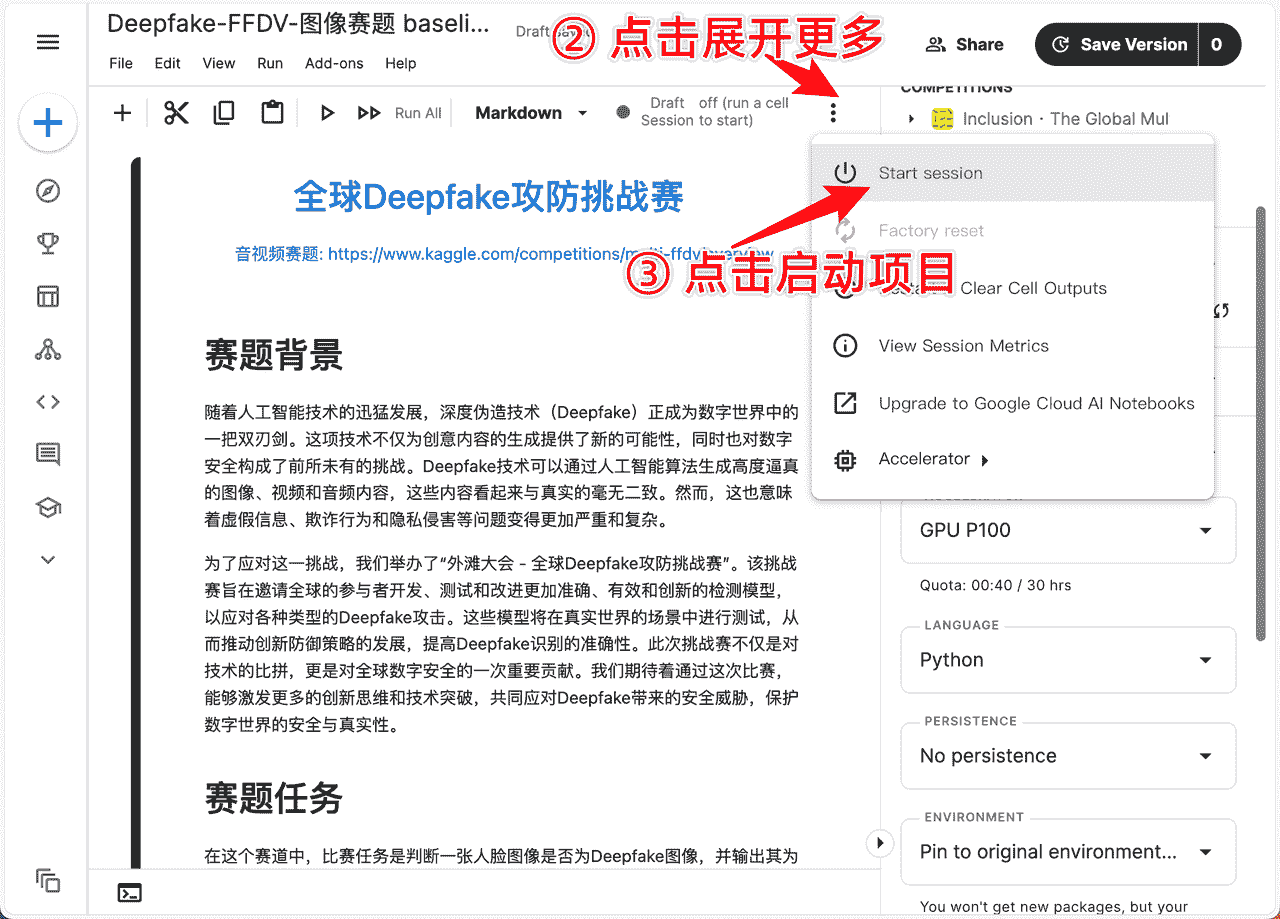 Deepfake-FFDV-图像赛题 baseli...
Draft saved
② 点击展开更多
Share
Save Version
0
File Edit View Run Add-ons Help
COMPETITIONS
Run All
Markdown
Draft Session off (run a cell to start)
Inclusion · The Global Mul
Start session
Factory reset
③ 点击启动项目
Clear Cell Outputs
View Session Metrics
Upgrade to Google Cloud AI Notebooks
Accelerator
全球Deepfake攻防挑战赛
音视频赛题: https://www.kaggle.com/competitions/multi-ffdv/overview
赛题背景
随着人工智能技术的迅猛发展，深度伪造技术（Deepfake）正成为数字世界中的
一把双刃剑。这项技术不仅为创意内容的生成提供了新的可能性，同时也对数字
安全构成了前所未有的挑战。Deepfake技术可以通过人工智能算法生成高度逼真
的图像、视频和音频内容，这些内容看起来与真实的毫无二致。然而，这也意味
着虚假信息、欺诈行为和隐私侵害等问题变得更加严重和复杂。
为了应对这一挑战，我们举办了“外滩大会 - 全球Deepfake攻防挑战赛”。该挑战
赛旨在邀请全球的参与者开发、测试和改进更加准确、有效和创新的检测模型，
以应对各种类型的Deepfake攻击。这些模型将在真实世界的场景中进行测试，从
而推动创新防御策略的发展，提高Deepfake识别的准确性。此次挑战赛不仅是对
技术的比拼，更是对全球数字安全的一次重要贡献。我们期待着通过这次比赛，
能够激发更多的创新思维和技术突破，共同应对Deepfake带来的安全威胁，保护
数字世界的安全与真实性。
赛题任务
在这个赛道中，比赛任务是判断一张人脸图像是否为Deepfake图像，并输出其为
ACCELERATOR
GPU P100
Quota: 00:40 / 30 hrs
LANGUAGE
Python
PERSISTENCE
No persistence
ENVIRONMENT
Pin to original environment...
You won't get new packages, but your